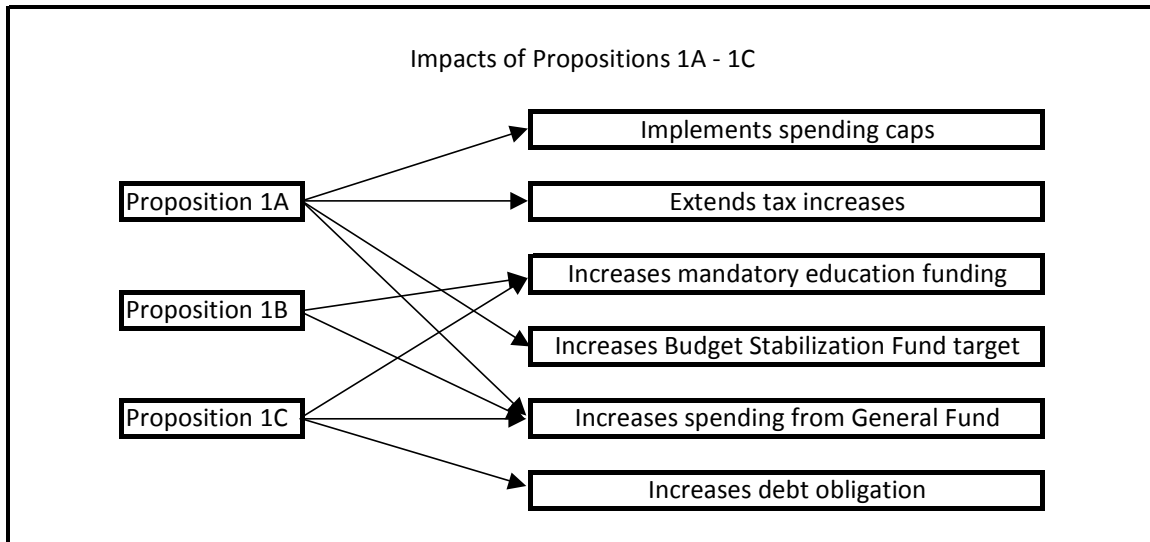 Impacts of Propositions 1A - 1C
Implements spending caps
Proposition 1A
Extends tax increases
Increases mandatory education funding
Proposition 1B
Increases Budget Stabilization Fund target
Proposition 1C
Increases spending from General Fund
Increases debt obligation